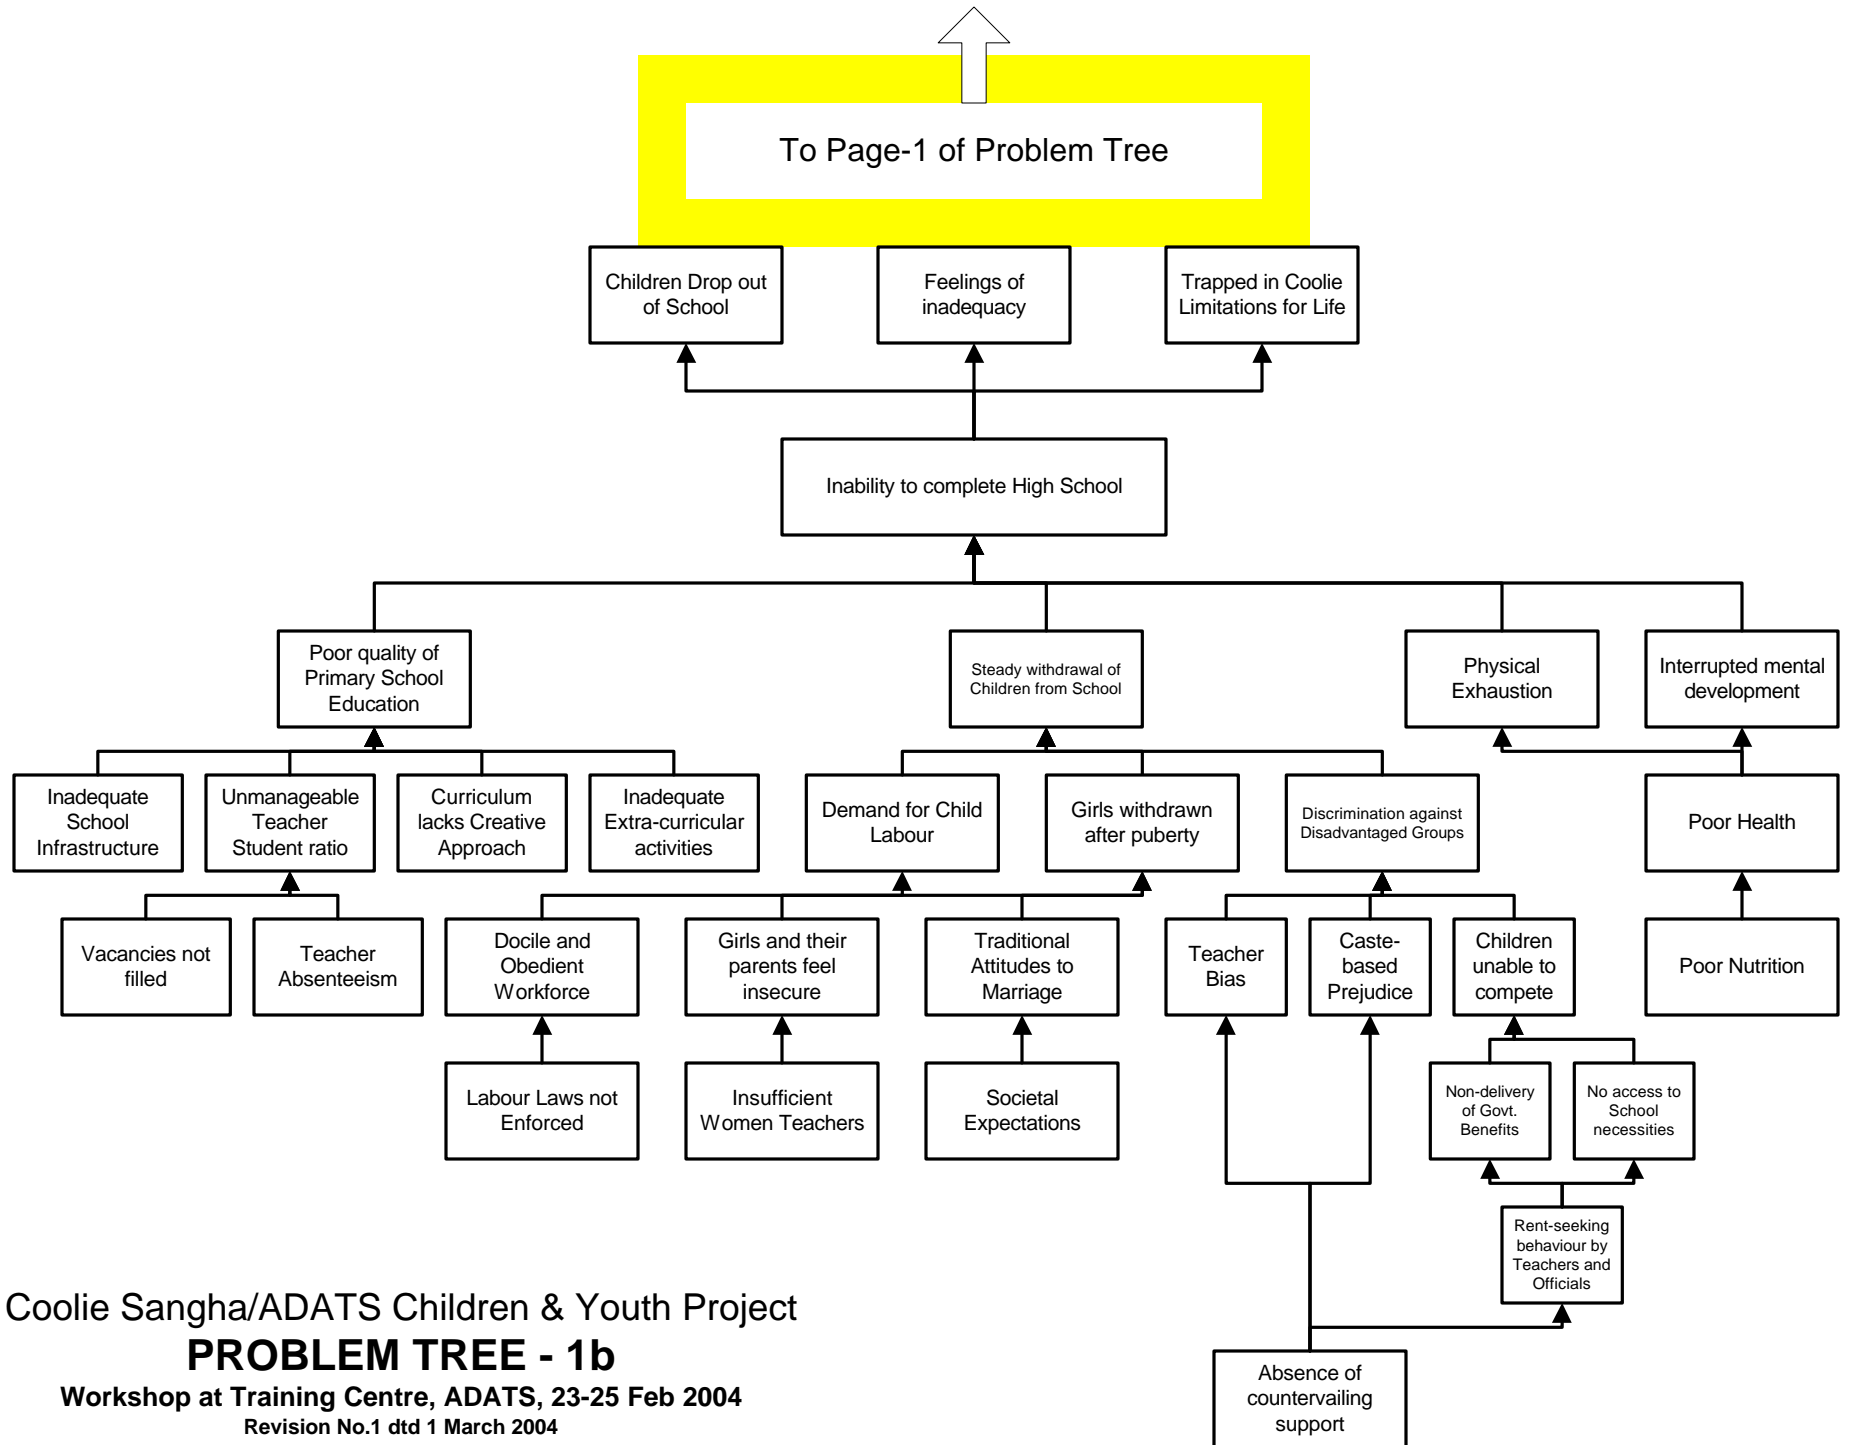 To Page-1 of Problem Tree
Children Drop out
of School
Feelings of
inadequacy
Trapped in Coolie
Limitations for Life
Inability to complete High School
Poor quality of
Primary School
Education
Steady withdrawal of
Children from School
Physical
Exhaustion
Interrupted mental
development
Inadequate
School
Infrastructure
Unmanageable
Teacher
Student ratio
Curriculum
lacks Creative
Approach
Inadequate
Extra-curricular
activities
Demand for Child
Labour
Girls withdrawn
after puberty
Discrimination against
Disadvantaged Groups
Poor Health
Vacancies not
filled
Teacher
Absenteeism
Docile and
Obedient
Workforce
Girls and their
parents feel
insecure
Traditional
Attitudes to
Marriage
Teacher
Bias
Caste-
based
Prejudice
Children
unable to
compete
Poor Nutrition
Labour Laws not
Enforced
Insufficient
Women Teachers
Societal
Expectations
Non-delivery
of Govt.
Benefits
No access to
School
necessities
Rent-seeking
behaviour by
Teachers and
Officials
Absence of
countervailing
support
Coolie Sangha/ADATS Children & Youth Project
PROBLEM TREE - 1b
Workshop at Training Centre, ADATS, 23-25 Feb 2004
Revision No.1 dtd 1 March 2004